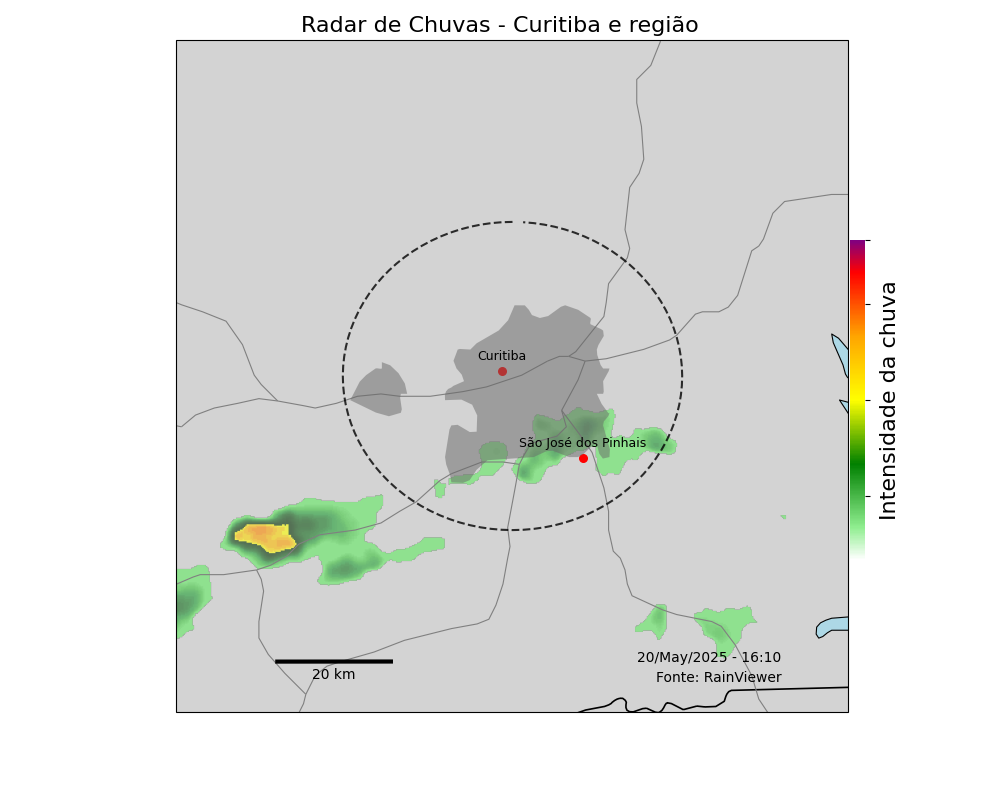 Radar de Chuvas - Curitiba e região
Curitiba
São José dos Pinhais
Intensidade da chuva
20/May/2025 - 16:10
Fonte: RainViewer
20 km